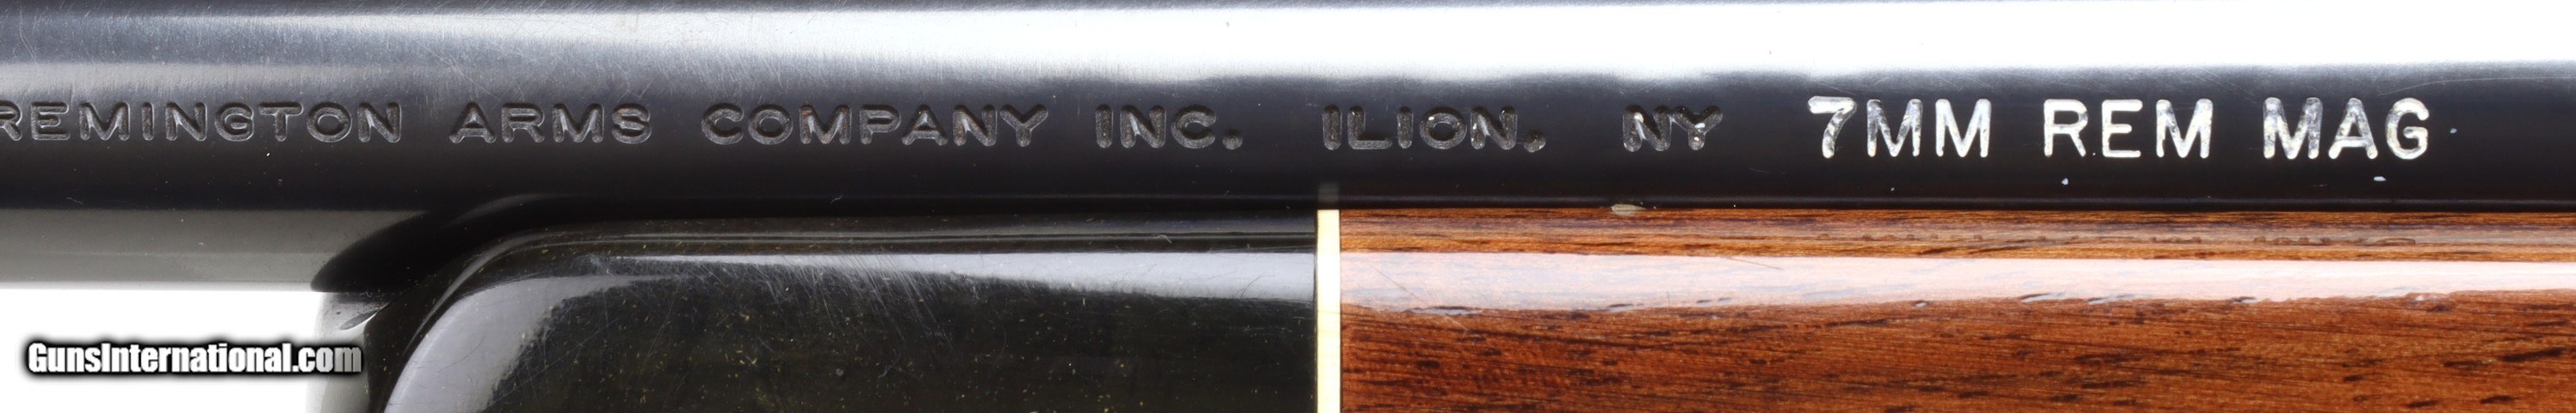 REMINGTON ARMS COMPANY INC. ILION, NY 7MM REM MAG
GunsInternational.com